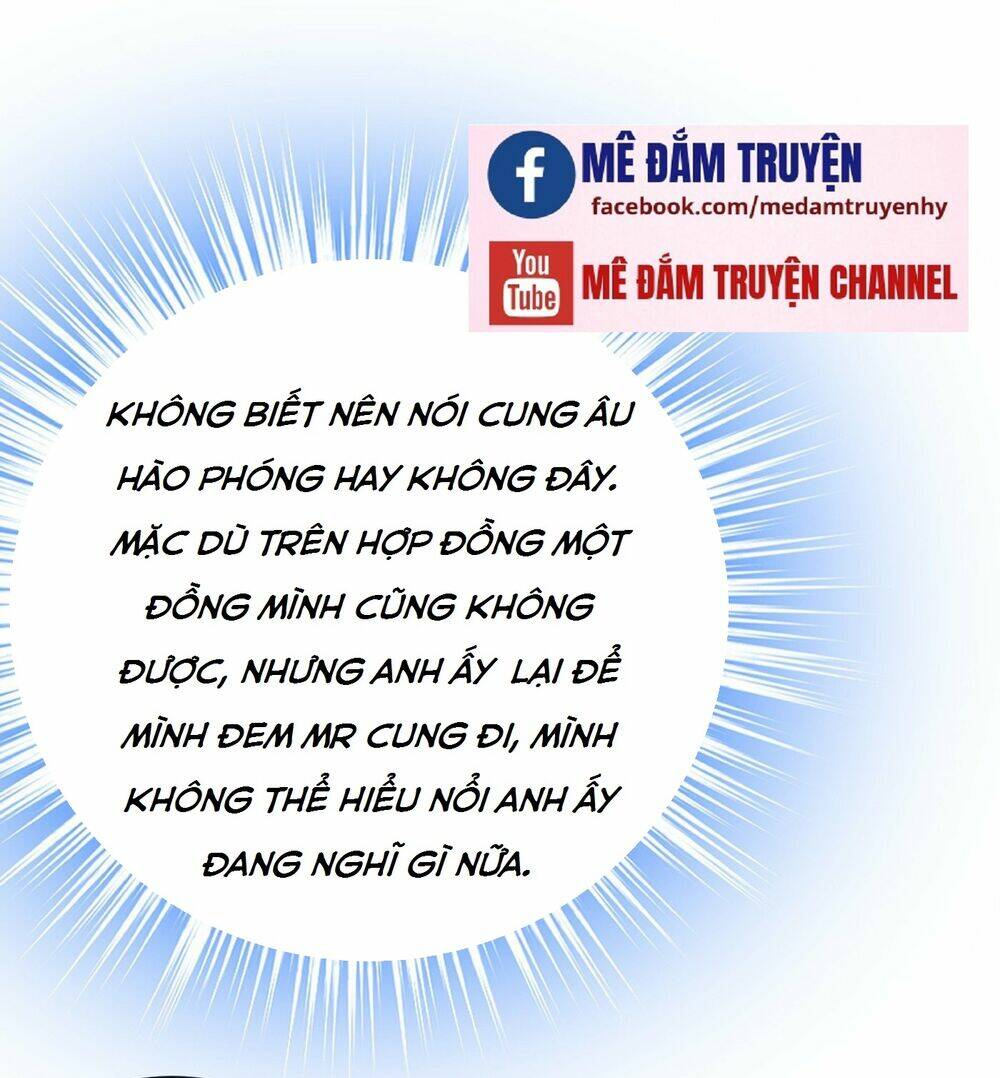 MÊ ĐẮM TRUYỆN
facebook.com/medamtruyenhy
You
Tube
MÊ ĐẮM TRUYỆN CHANNEL
KHÔNG BIẾT NÊN NÓI CUNG ÂU
HÀO PHÓNG HAY KHÔNG ĐÂY.
MẶC DÙ TRÊN HỢP ĐỒNG MỘT
ĐỒNG MÌNH CŨNG KHÔNG
ĐƯỢC, NHƯNG ANH ẤY LẠI ĐỂ
MÌNH ĐEM MR CUNG ĐI, MÌNH
KHÔNG THỂ HIỂU NỔI ANH ẤY
ĐANG NGHĨ GÌ NỮA.